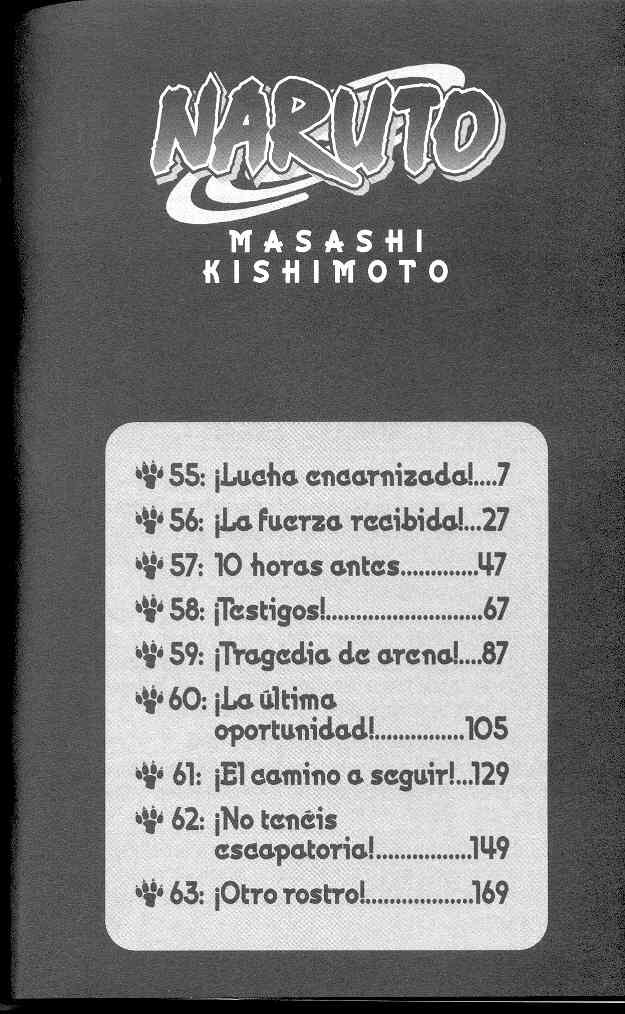 NARUTO
MASASHI
KISHIMOTO
55: ¡Lucha encarnizada!....7
56: ¡La fuerza recibida!...27
57: 10 horas antes.............47
58: ¡Testigos!...........................67
59: ¡Tragedia de arena!....87
60: ¡La última
oportunidad!...............105
61: ¡El camino a seguir!...129
62: ¡No tenéis
escapatoria!................149
63: ¡Otro rostro!...................169